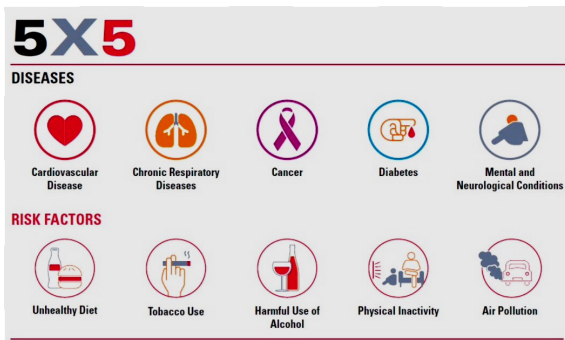 5X5
DISEASES
Cardiovascular
Disease
Chronic Respiratory
Diseases
Cancer
Diabetes
Mental and
Neurological Conditions
RISK FACTORS
Unhealthy Diet
Tobacco Use
Harmful Use of
Alcohol
Physical Inactivity
Air Pollution